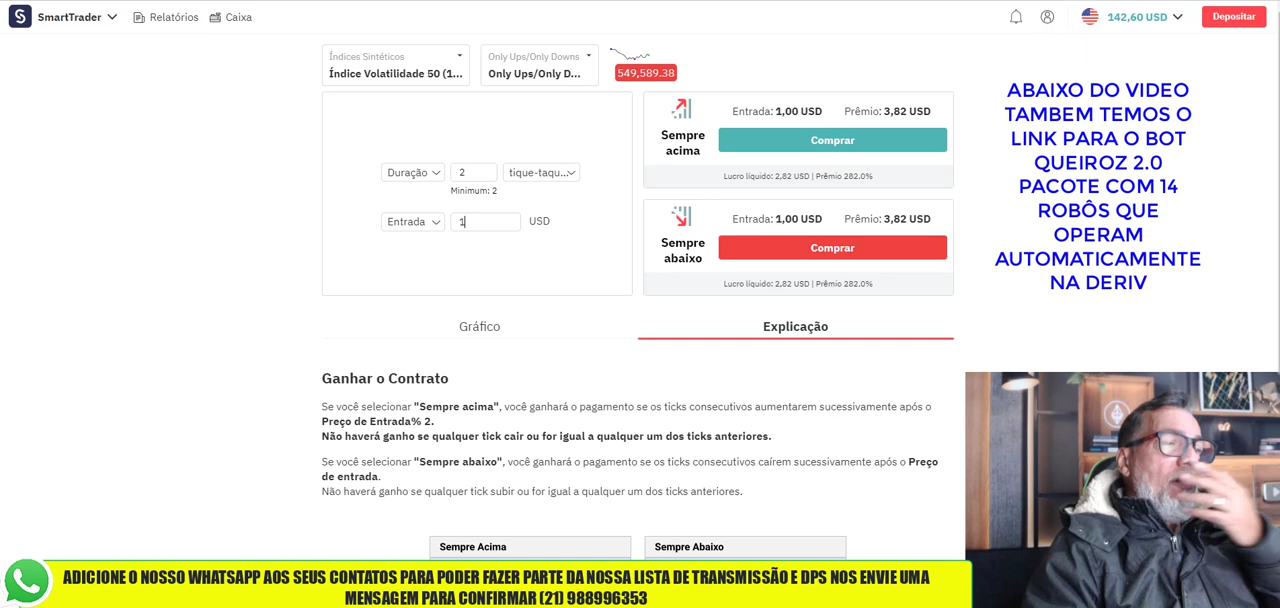 SmartTrader Relatórios Caixa 142,60 USD Depositar
Índices Sintéticos Only Ups/Only Downs
Índice Volatilidade 50 (1... Only Ups/Only D... 549,589.38
Entrada: 1,00 USD Prêmio: 3,82 USD
Sempre
acima
Comprar
Lucro líquido: 2,82 USD | Prêmio 282.0%
Duração 2 tique-taqu...
Minimum: 2
Entrada 1 USD
Entrada: 1,00 USD Prêmio: 3,82 USD
Sempre
abaixo
Comprar
Lucro líquido: 2,82 USD | Prêmio 282.0%
ABAIXO DO VIDEO
TAMBEM TEMOS O
LINK PARA O BOT
QUEIROZ 2.0
PACOTE COM 14
ROBÔS QUE
OPERAM
AUTOMATICAMENTE
NA DERIV
Gráfico Explicação
Ganhar o Contrato
Se você selecionar "Sempre acima", você ganhará o pagamento se os ticks consecutivos aumentarem sucessivamente após o
Preço de Entrada% 2.
Não haverá ganho se qualquer tick cair ou for igual a qualquer um dos ticks anteriores.
Se você selecionar "Sempre abaixo", você ganhará o pagamento se os ticks consecutivos caírem sucessivamente após o Preço
de entrada.
Não haverá ganho se qualquer tick subir ou for igual a qualquer um dos ticks anteriores.
Sempre Acima Sempre Abaixo
ADICIONE O NOSSO WHATSAPP AOS SEUS CONTATOS PARA PODER FAZER PARTE DA NOSSA LISTA DE TRANSMISSÃO E DPS NOS ENVIE UMA
MENSAGEM PARA CONFIRMAR (21) 988996353